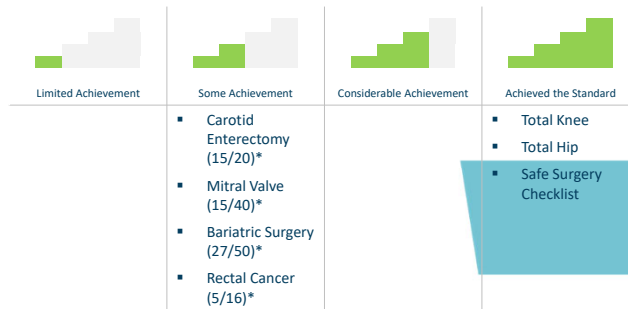 Limited Achievement
Some Achievement
Considerable Achievement
Achieved the Standard
▪ Carotid
Enterectomy
(15/20)*
▪ Mitral Valve
(15/40)*
▪ Bariatric Surgery
(27/50)*
▪ Rectal Cancer
(5/16)*
▪ Total Knee
▪ Total Hip
▪ Safe Surgery
Checklist